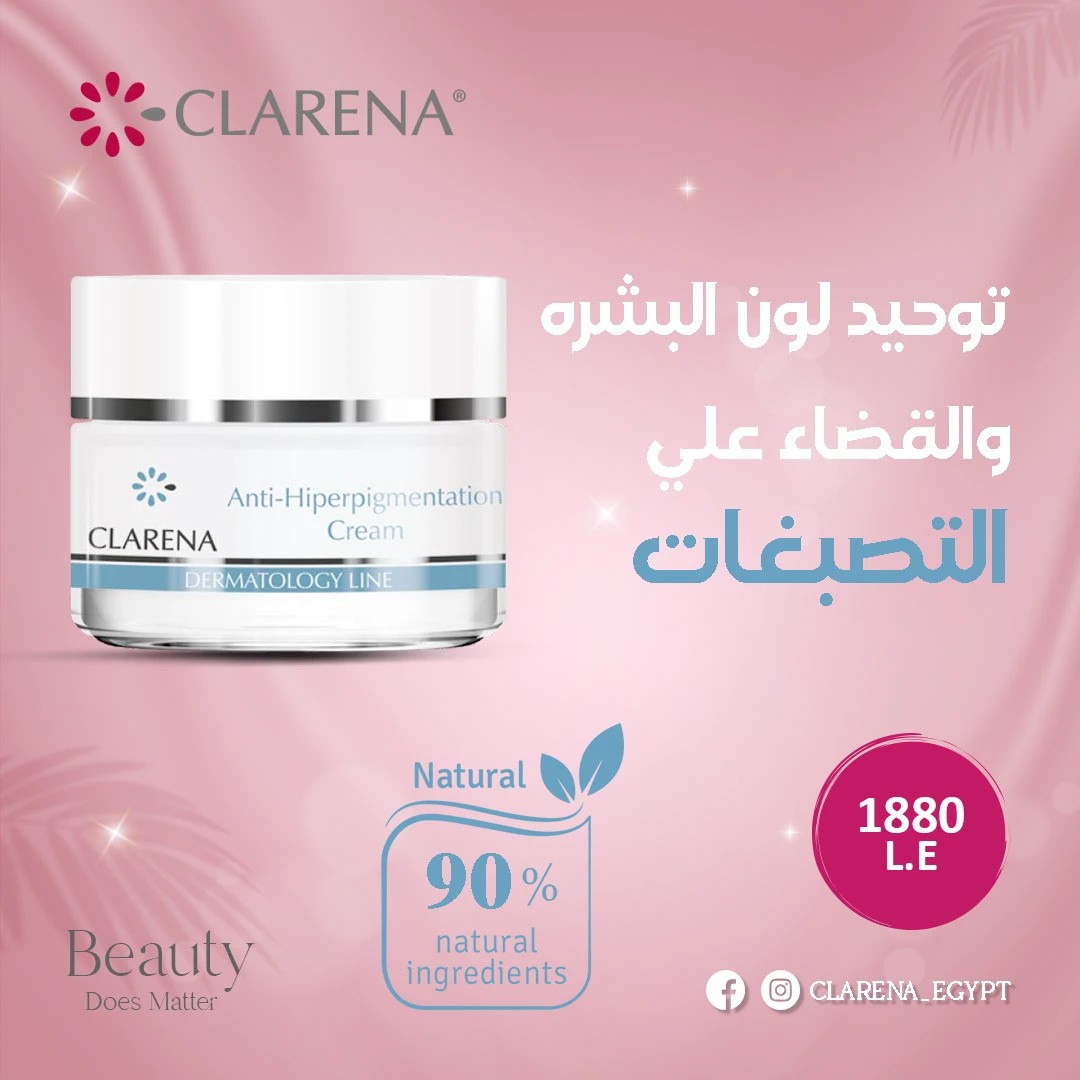 CLARENA®
توحيد لون البشره
والقضاء علي
التصبغات
Anti-Hiperpigmentation
Cream
CLARENA
DERMATOLOGY LINE
Natural
90%
natural
ingredients
1880
L.E
Beauty
Does Matter
CLARENA_EGYPT